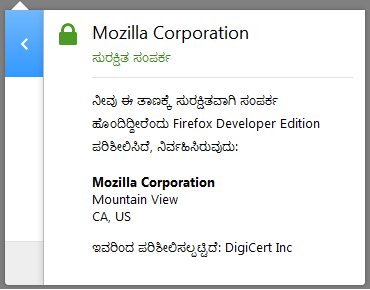 Mozilla Corporation
ಸುರಕ್ಷಿತ ಸಂಪರ್ಕ
ನೀವು ಈ ತಾಣಕ್ಕೆ ಸುರಕ್ಷಿತವಾಗಿ ಸಂಪರ್ಕ
ಹೊಂದಿದ್ದೀರೆಂದು Firefox Developer Edition
ಪರಿಶೀಲಿಸಿದೆ, ನಿರ್ವಹಿಸಿರುವುದು:
Mozilla Corporation
Mountain View
CA, US
ಇವರಿಂದ ಪರಿಶೀಲಿಸಲ್ಪಟ್ಟಿದೆ: DigiCert Inc